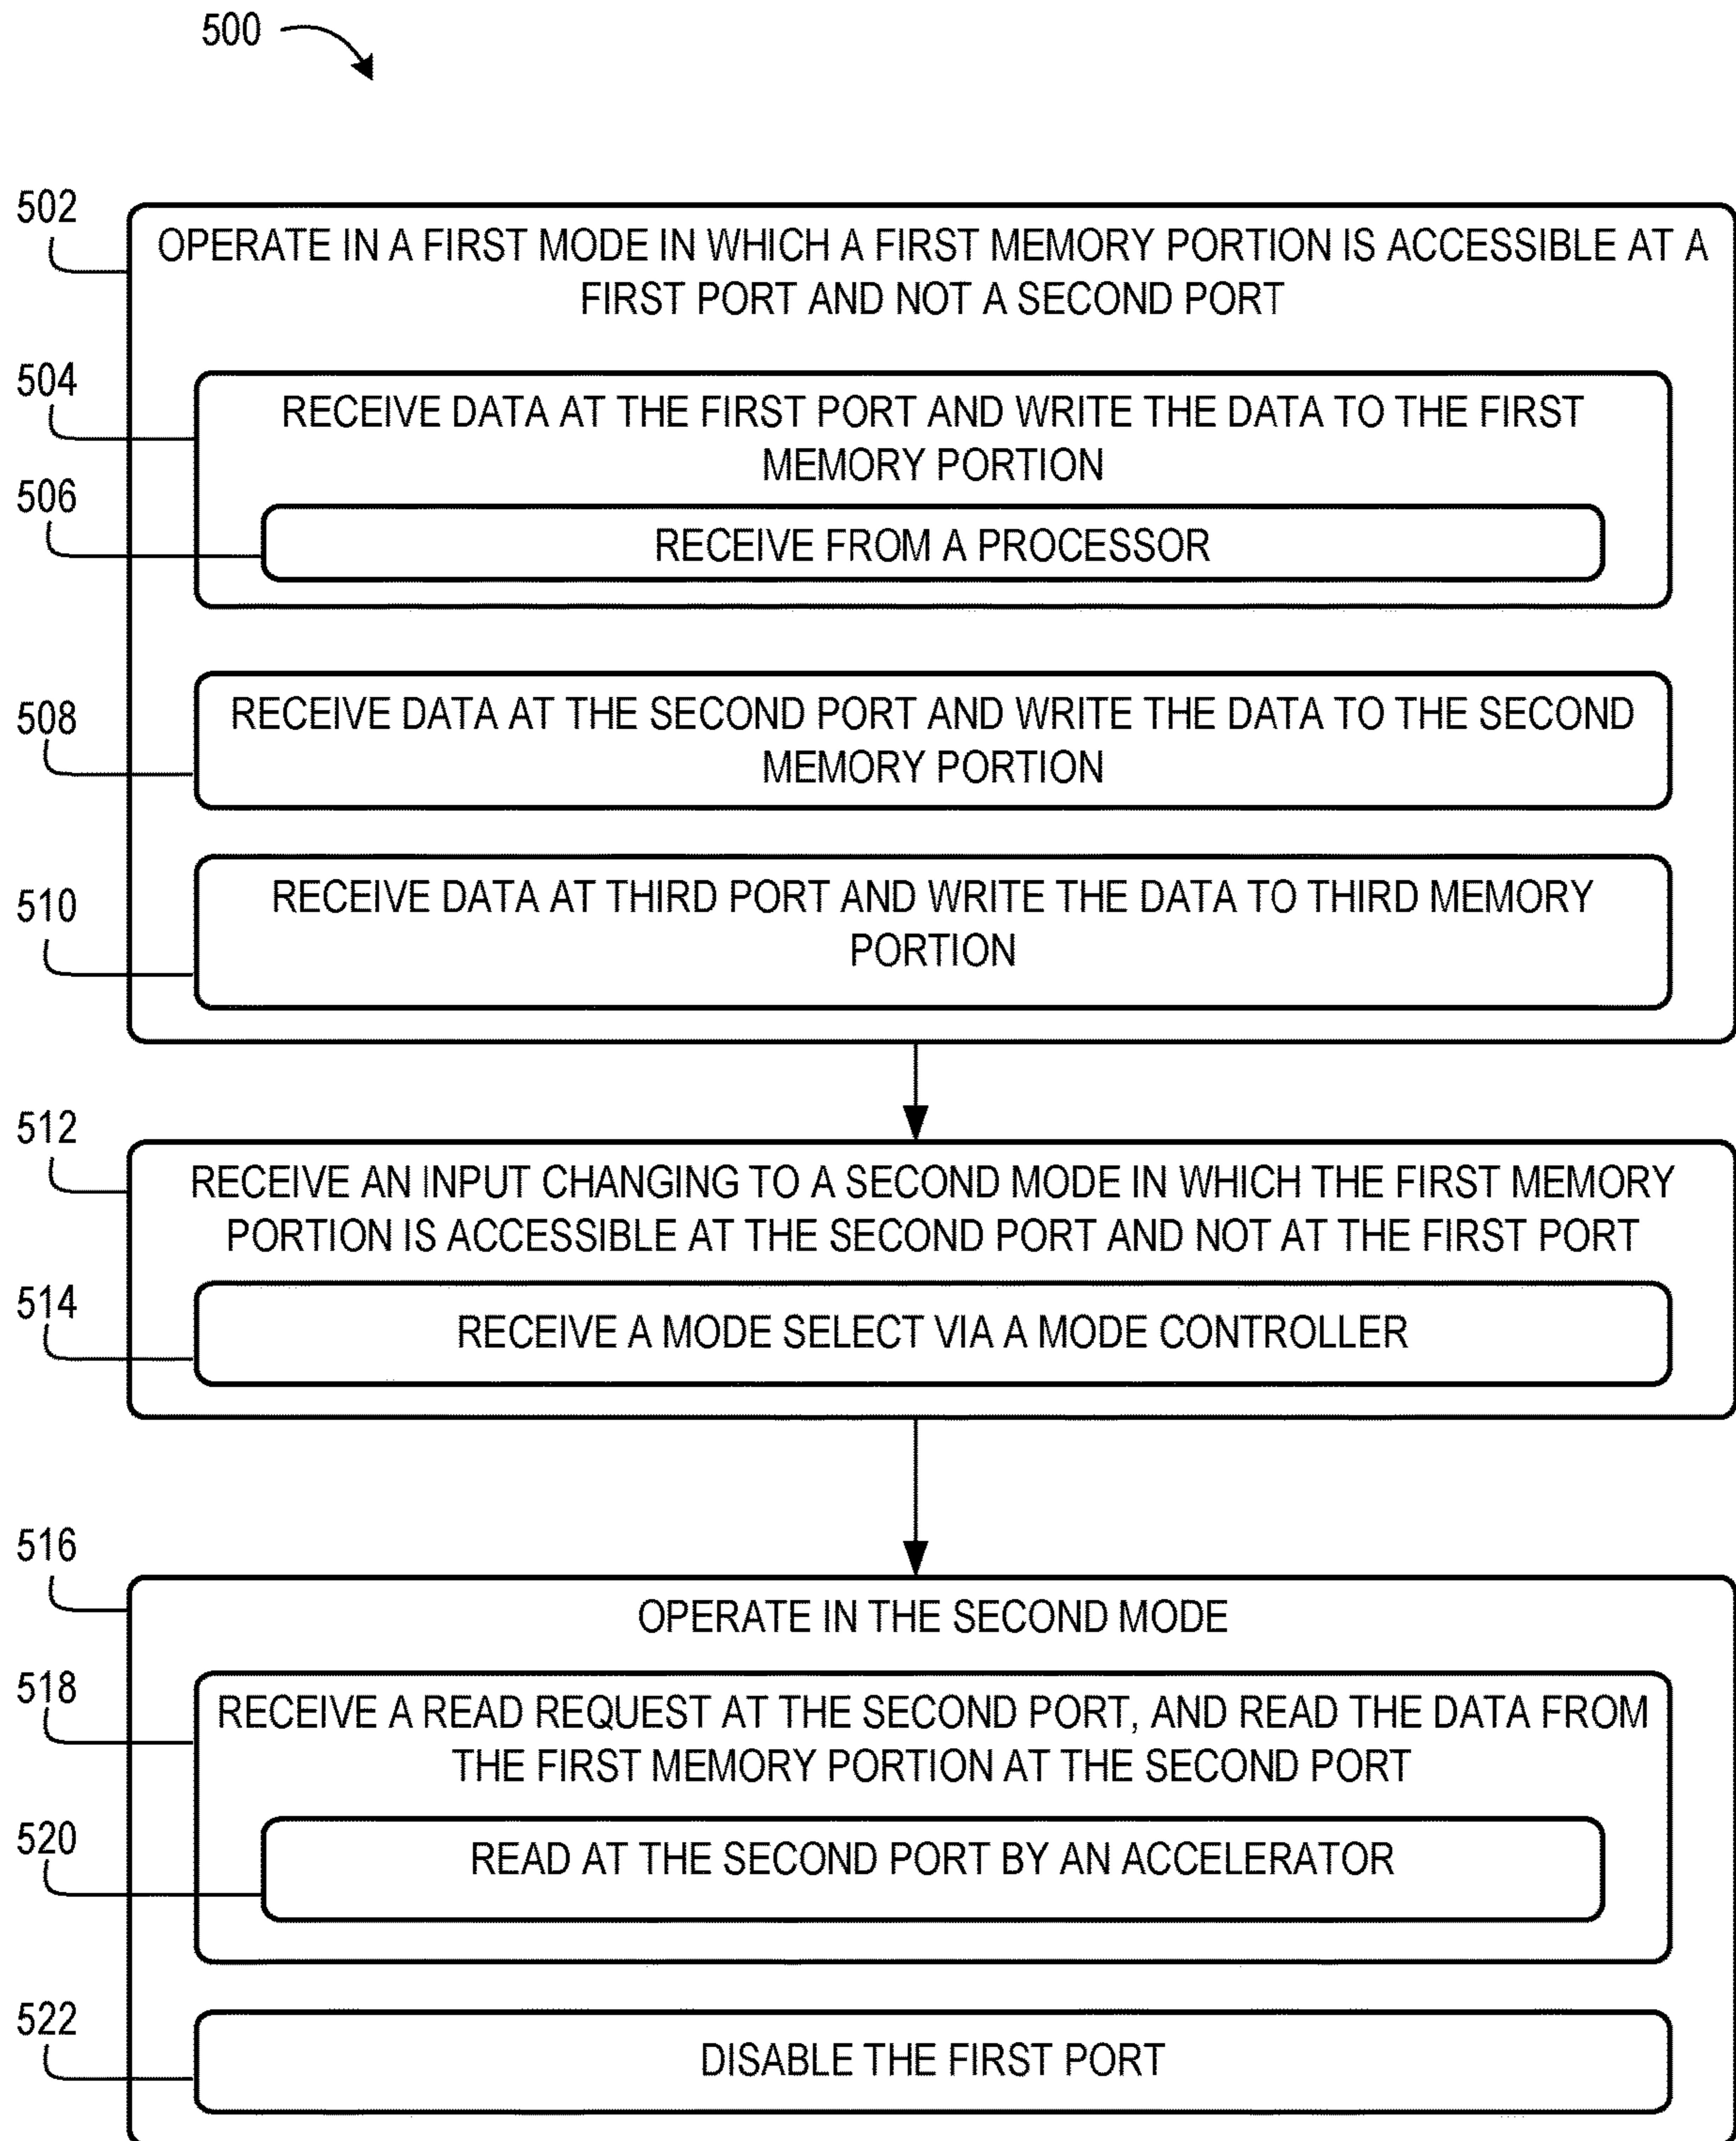 500
502
OPERATE IN A FIRST MODE IN WHICH A FIRST MEMORY PORTION IS ACCESSIBLE AT A
FIRST PORT AND NOT A SECOND PORT
504
RECEIVE DATA AT THE FIRST PORT AND WRITE THE DATA TO THE FIRST
MEMORY PORTION
506
RECEIVE FROM A PROCESSOR
508
RECEIVE DATA AT THE SECOND PORT AND WRITE THE DATA TO THE SECOND
MEMORY PORTION
510
RECEIVE DATA AT THIRD PORT AND WRITE THE DATA TO THIRD MEMORY
PORTION
512
RECEIVE AN INPUT CHANGING TO A SECOND MODE IN WHICH THE FIRST MEMORY
PORTION IS ACCESSIBLE AT THE SECOND PORT AND NOT AT THE FIRST PORT
514
RECEIVE A MODE SELECT VIA A MODE CONTROLLER
516
OPERATE IN THE SECOND MODE
518
RECEIVE A READ REQUEST AT THE SECOND PORT, AND READ THE DATA FROM
THE FIRST MEMORY PORTION AT THE SECOND PORT
520
READ AT THE SECOND PORT BY AN ACCELERATOR
522
DISABLE THE FIRST PORT